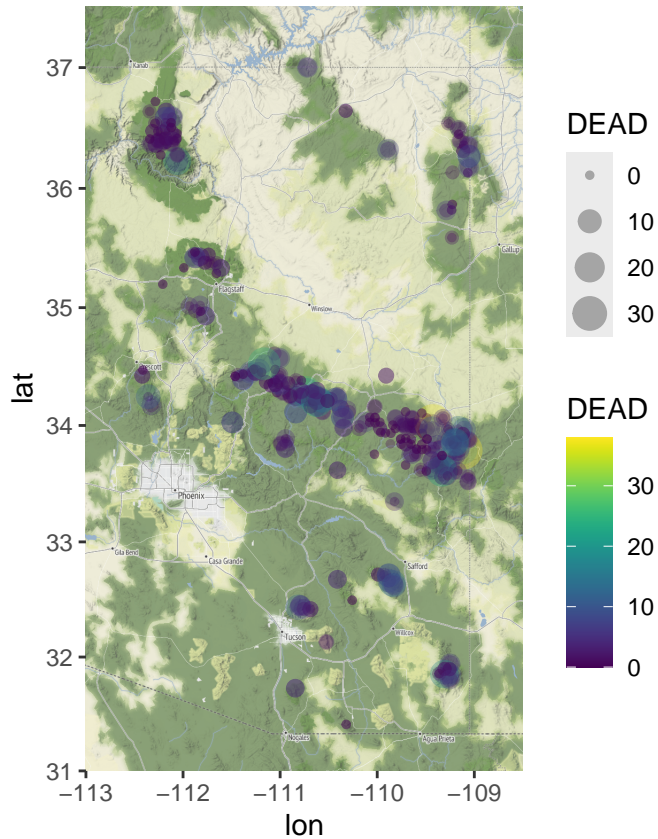 37
36
35
34
33
32
31
lat
−113
−112
−111
−110
−109
lon
Kanab
Gallup
Flagstaff
Winslow
Phoenix
Gila Bend
Casa Grande
Safford
Tucson
Willcox
Nogales
Agua Prieta
DEAD
0
10
20
30
DEAD
30
20
10
0